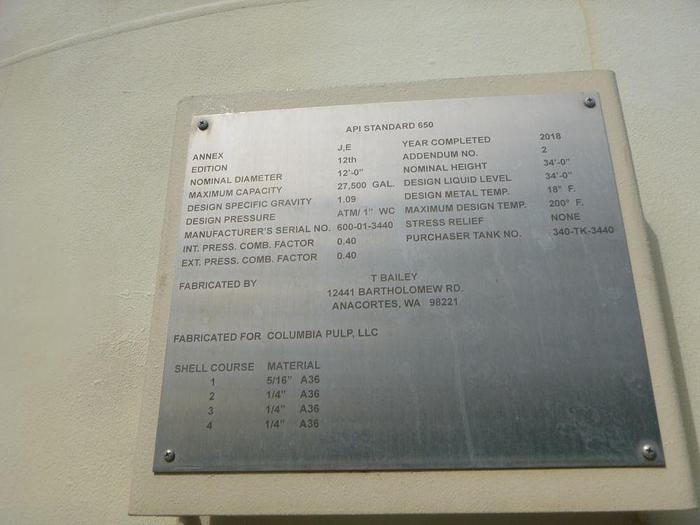 API STANDARD 650
ANNEX J,E YEAR COMPLETED 2018
EDITION 12th ADDENDUM NO. 2
NOMINAL DIAMETER 12'-0" NOMINAL HEIGHT 34'-0"
MAXIMUM CAPACITY 27,500 GAL. DESIGN LIQUID LEVEL 34'-0"
DESIGN SPECIFIC GRAVITY 1.09 DESIGN METAL TEMP. 18° F.
DESIGN PRESSURE ATM/ 1" WC MAXIMUM DESIGN TEMP. 200° F.
MANUFACTURER'S SERIAL NO. 600-01-3440 STRESS RELIEF NONE
INT. PRESS. COMB. FACTOR 0.40 PURCHASER TANK NO. 340-TK-3440
EXT. PRESS. COMB. FACTOR 0.40
FABRICATED BY T BAILEY
12441 BARTHOLOMEW RD.
ANACORTES, WA 98221
FABRICATED FOR COLUMBIA PULP, LLC
SHELL COURSE MATERIAL
1 5/16" A36
2 1/4" A36
3 1/4" A36
4 1/4" A36